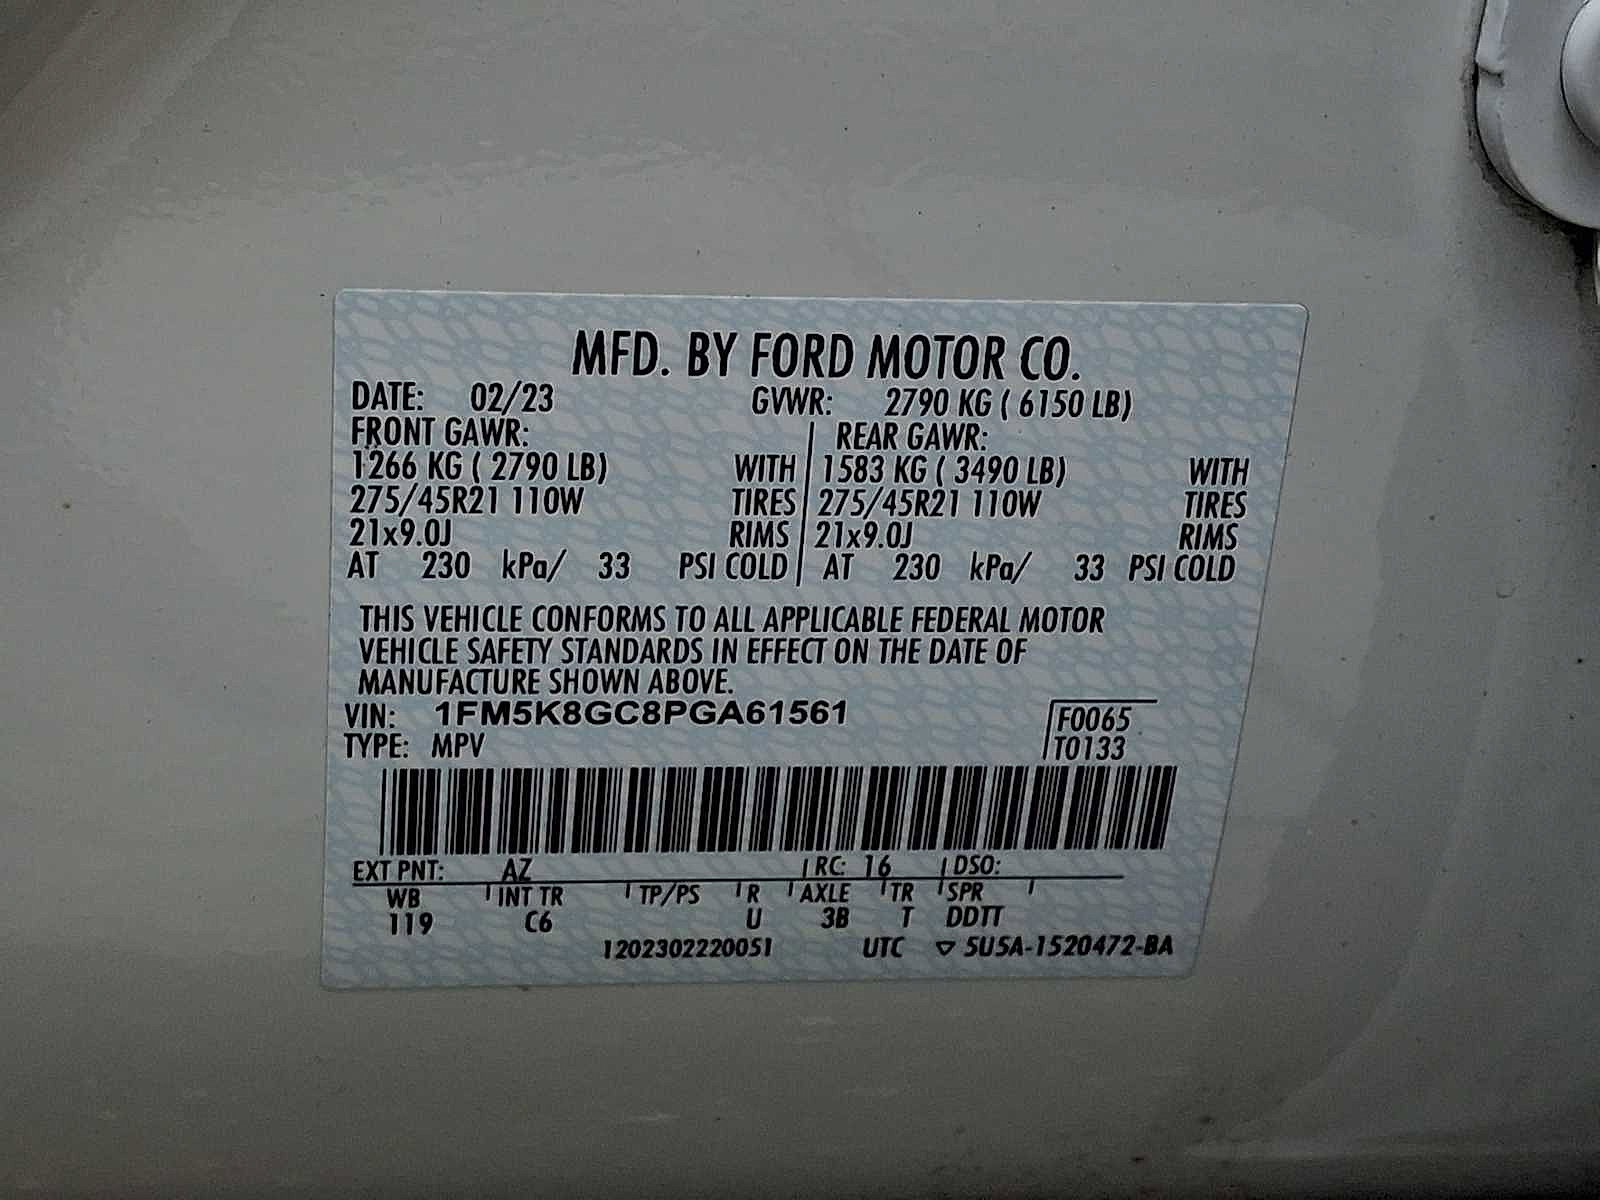 MFD. BY FORD MOTOR CO.
DATE: 02/23 GVWR: 2790 KG ( 6150 LB)
FRONT GAWR: REAR GAWR:
1266 KG ( 2790 LB) WITH 1583 KG ( 3490 LB) WITH
275/45R21 110W TIRES 275/45R21 110W TIRES
21x9.0J RIMS 21x9.0J RIMS
AT 230 kPa/ 33 PSI COLD AT 230 kPa/ 33 PSI COLD
THIS VEHICLE CONFORMS TO ALL APPLICABLE FEDERAL MOTOR
VEHICLE SAFETY STANDARDS IN EFFECT ON THE DATE OF
MANUFACTURE SHOWN ABOVE.
VIN: 1FM5K8GC8PGA61561 F0065
TYPE: MPV T0133
EXT PNT: AZ RC: 16 DSO:
WB INT TR TP/PS R AXLE TR SPR
119 C6 U 3B T DDTT
1202302220051 UTC ▽ 5U5A-1520472-BA